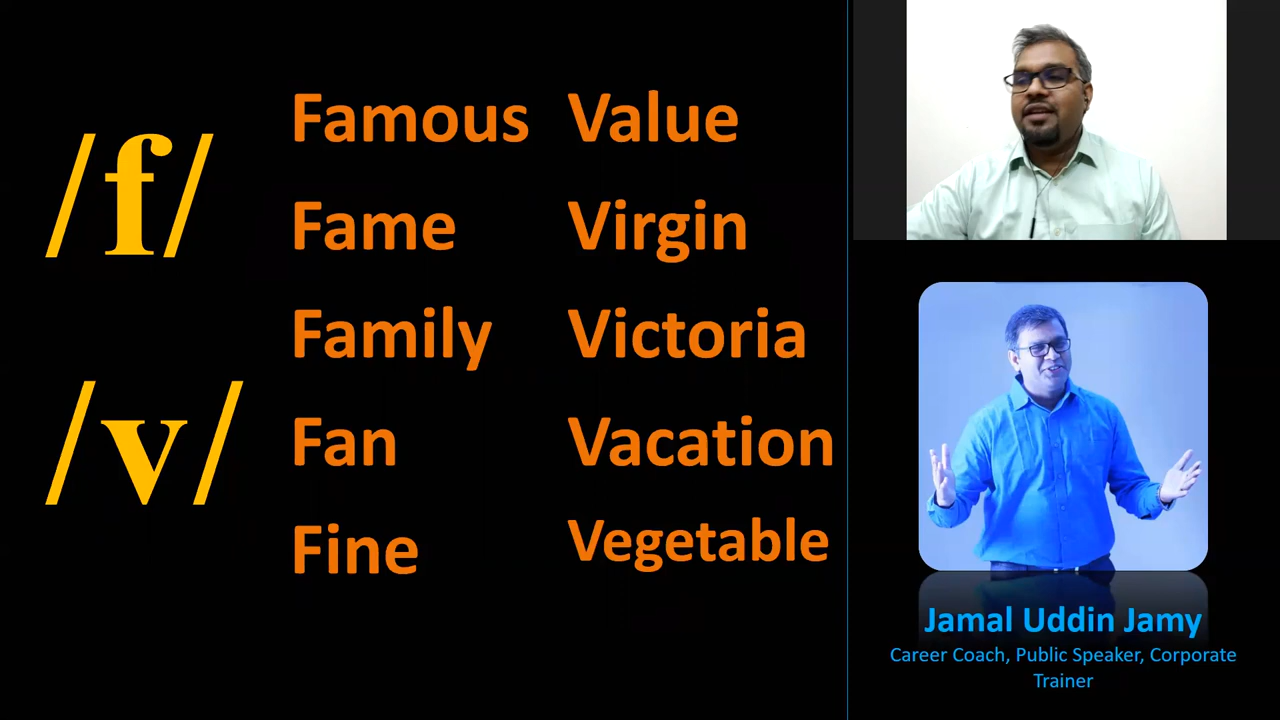 /f/
/v/
Famous
Fame
Family
Fan
Fine
Value
Virgin
Victoria
Vacation
Vegetable
Jamal Uddin Jamy
Career Coach, Public Speaker, Corporate
Trainer